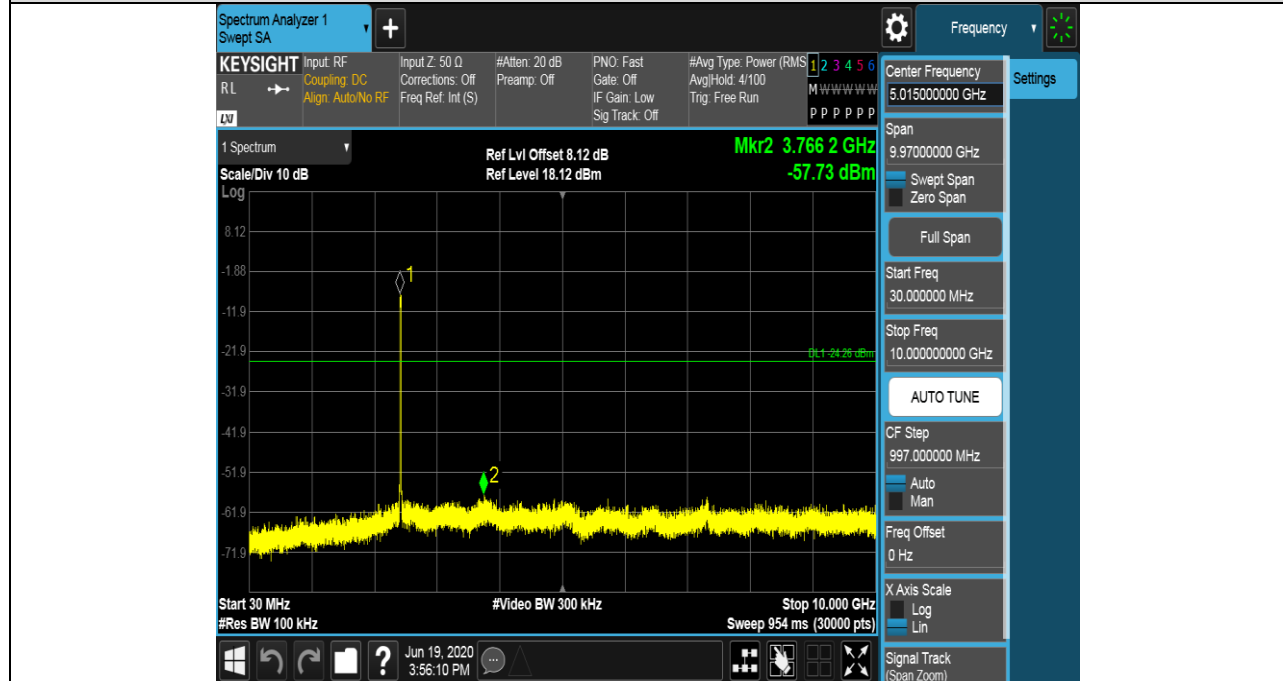 Spectrum Analyzer 1
Swept SA
+
Frequency
KEYSIGHT
RL
LXI
Input: RF
Coupling: DC
Align: Auto/No RF
Input Z: 50 Ω
Corrections: Off
Freq Ref: Int (S)
#Atten: 20 dB
Preamp: Off
PNO: Fast
Gate: Off
IF Gain: Low
Sig Track: Off
#Avg Type: Power (RMS
Avg|Hold: 4/100
Trig: Free Run
1 2 3 4 5 6
M W W W W W
P P P P P P
1 Spectrum
Scale/Div 10 dB
Log
Ref Lvl Offset 8.12 dB
Ref Level 18.12 dBm
Mkr2 3.766 2 GHz
-57.73 dBm
8.12
-1.88
-11.9
-21.9
-31.9
-41.9
-51.9
-61.9
-71.9
1
2
DL1 -24.26 dBm
Start 30 MHz
#Res BW 100 kHz
#Video BW 300 kHz
Stop 10.000 GHz
Sweep 954 ms (30000 pts)
?
Jun 19, 2020
3:56:10 PM
Center Frequency
5.015000000 GHz
Settings
Span
9.97000000 GHz
Swept Span
Zero Span
Full Span
Start Freq
30.000000 MHz
Stop Freq
10.000000000 GHz
AUTO TUNE
CF Step
997.000000 MHz
Auto
Man
Freq Offset
0 Hz
X Axis Scale
Log
Lin
Signal Track
(Span Zoom)